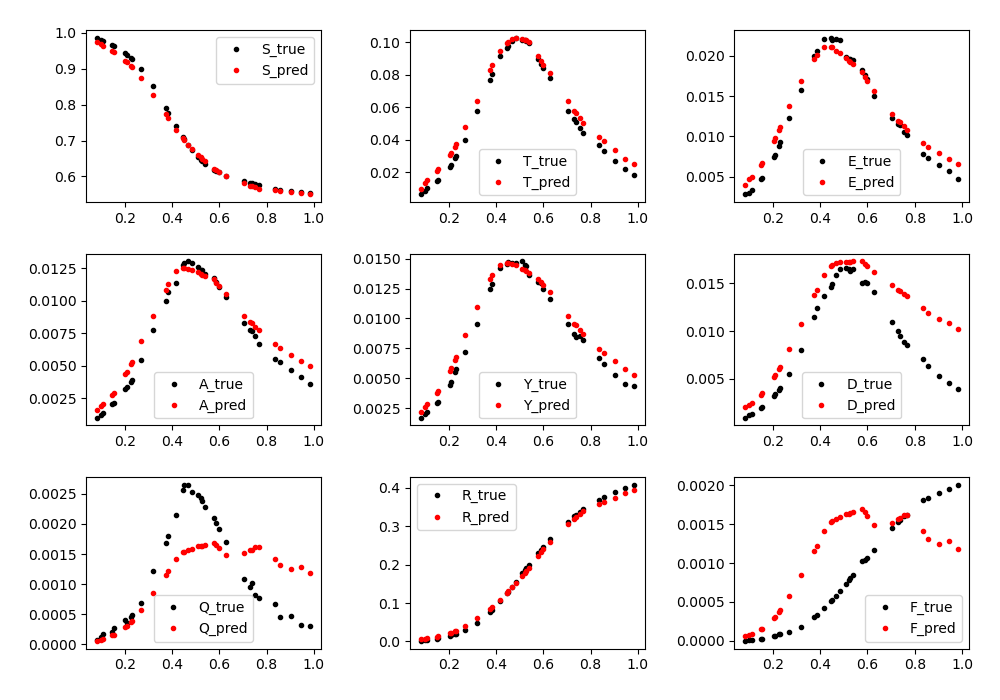 1.0
0.9
0.8
0.7
0.6
S_true
S_pred
0.2 0.4 0.6 0.8 1.0
0.10
0.08
0.06
0.04
0.02
T_true
T_pred
0.2 0.4 0.6 0.8 1.0
0.020
0.015
0.010
0.005
E_true
E_pred
0.2 0.4 0.6 0.8 1.0
0.0125
0.0100
0.0075
0.0050
0.0025
A_true
A_pred
0.2 0.4 0.6 0.8 1.0
0.0150
0.0125
0.0100
0.0075
0.0050
0.0025
Y_true
Y_pred
0.2 0.4 0.6 0.8 1.0
0.015
0.010
0.005
D_true
D_pred
0.2 0.4 0.6 0.8 1.0
0.0025
0.0020
0.0015
0.0010
0.0005
0.0000
Q_true
Q_pred
0.2 0.4 0.6 0.8 1.0
0.4
0.3
0.2
0.1
0.0
R_true
R_pred
0.2 0.4 0.6 0.8 1.0
0.0020
0.0015
0.0010
0.0005
0.0000
F_true
F_pred
0.2 0.4 0.6 0.8 1.0